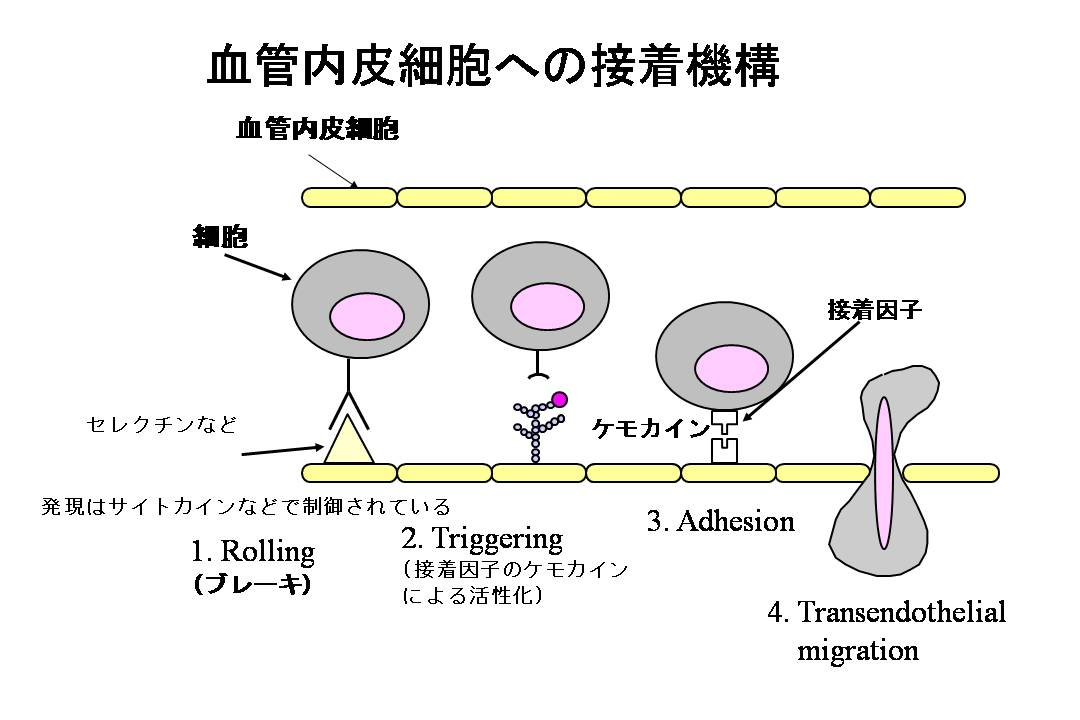 血管内皮細胞への接着機構
血管内皮細胞
細胞
接着因子
セレクチンなど
ケモカイン
発現はサイトカインなどで制御されている
1. Rolling
(ブレーキ)
2. Triggering
(接着因子のケモカイン
による活性化)
3. Adhesion
4. Transendothelial
migration